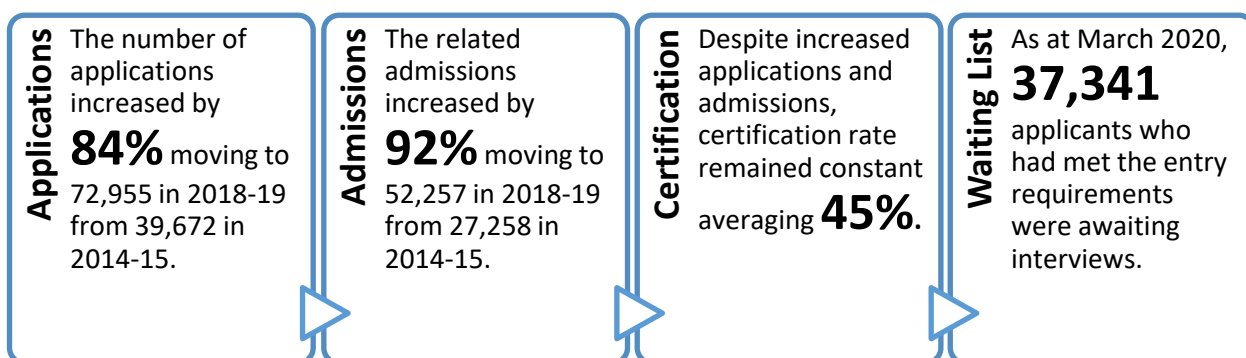 Applications
The number of
applications
increased by
84% moving to
72,955 in 2018-19
from 39,672 in
2014-15.
Admissions
The related
admissions
increased by
92% moving to
52,257 in 2018-19
from 27,258 in
2014-15.
Certification
Despite increased
applications and
admissions,
certification rate
remained constant
averaging 45%.
Waiting List
As at March 2020,
37,341
applicants who
had met the entry
requirements
were awaiting
interviews.